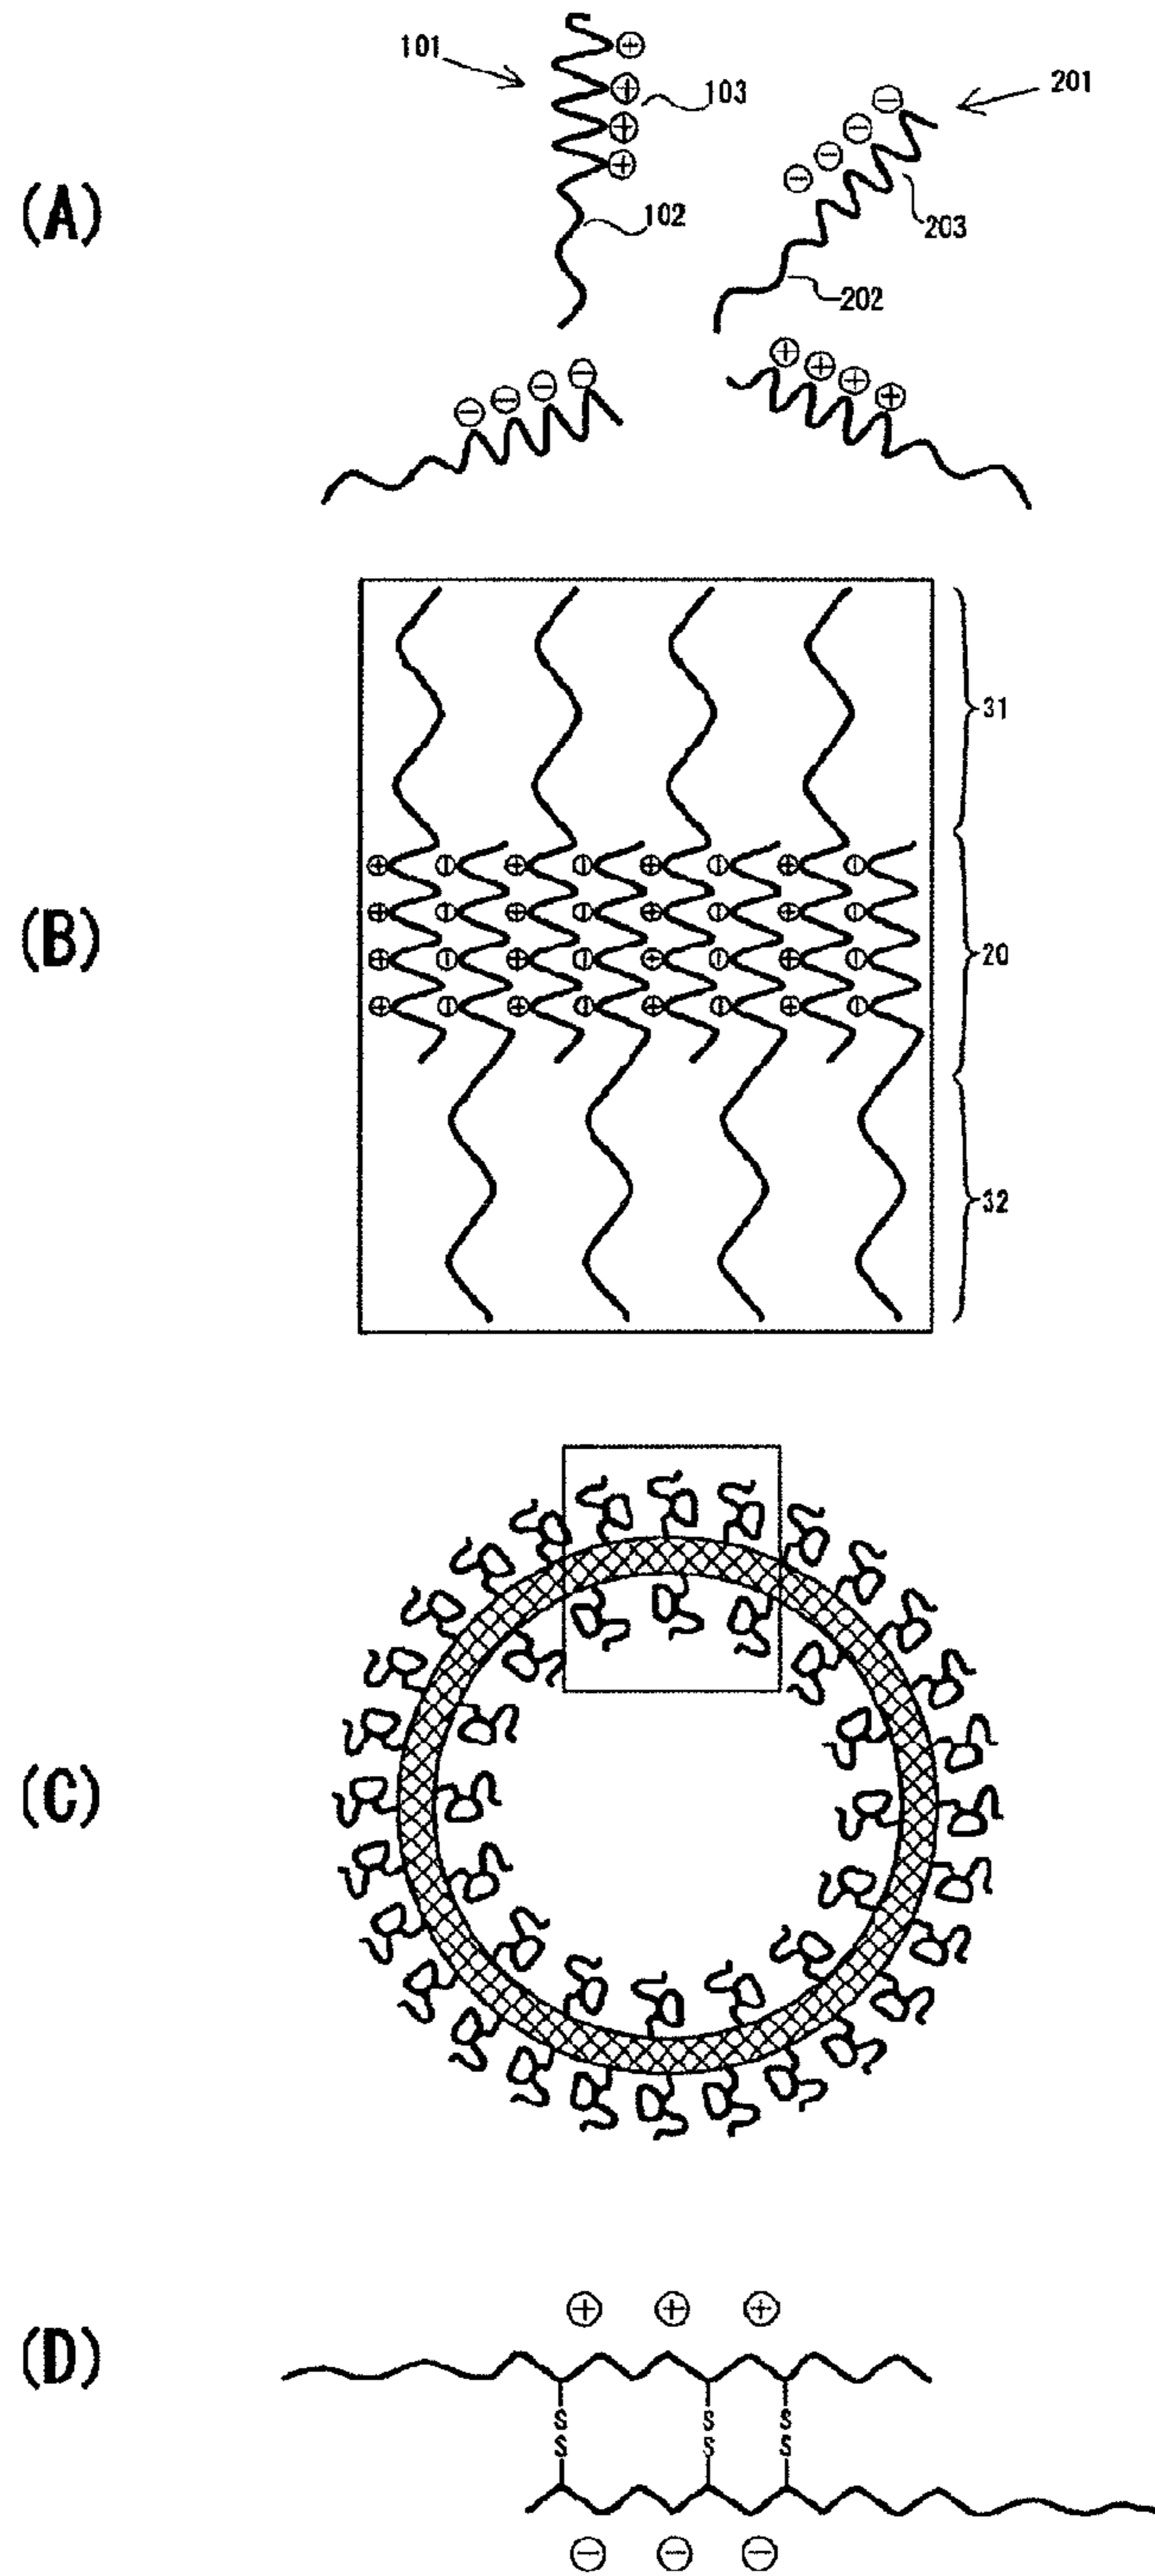 (A)
101
103
102
201
203
202
⊕ ⊕ ⊕ ⊕
⊖ ⊖ ⊖ ⊖
⊖ ⊖ ⊖ ⊖
⊕ ⊕ ⊕ ⊕
(B)
31
⊕ ⊖ ⊕ ⊖ ⊕ ⊖ ⊕ ⊖
⊕ ⊖ ⊕ ⊖ ⊕ ⊖ ⊕ ⊖
⊕ ⊖ ⊕ ⊖ ⊕ ⊖ ⊕ ⊖
⊕ ⊖ ⊕ ⊖ ⊕ ⊖ ⊕ ⊖
20
32
(C)
(D)
⊕ ⊕ ⊕
S S S
S S S
⊖ ⊖ ⊖